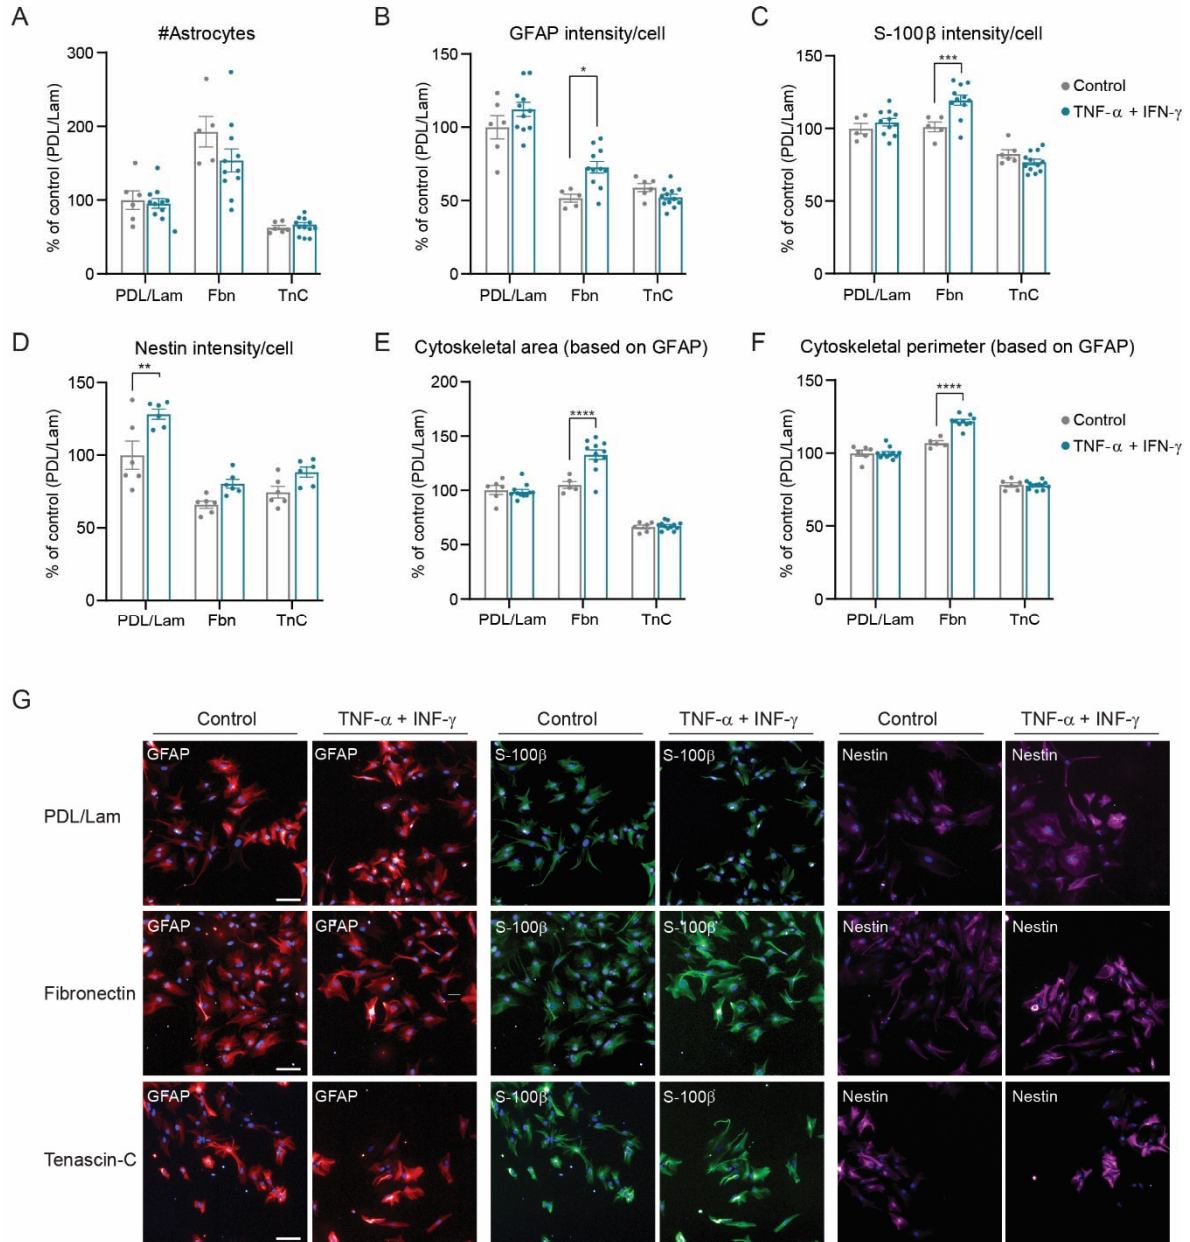 A
#Astrocytes
% of control (PDL/Lam)
300
200
100
0
PDL/Lam Fbn TnC
B
GFAP intensity/cell
% of control (PDL/Lam)
150
100
50
0
*
PDL/Lam Fbn TnC
C
S-100β intensity/cell
% of control (PDL/Lam)
150
100
50
0
***
PDL/Lam Fbn TnC
Control
TNF-α + IFN-γ
D
Nestin intensity/cell
% of control (PDL/Lam)
150
100
50
0
**
PDL/Lam Fbn TnC
E
Cytoskeletal area (based on GFAP)
% of control (PDL/Lam)
200
150
100
50
0
****
PDL/Lam Fbn TnC
F
Cytoskeletal perimeter (based on GFAP)
% of control (PDL/Lam)
150
100
50
0
****
PDL/Lam Fbn TnC
Control
TNF-α + IFN-γ
G
Control TNF-α + INF-γ Control TNF-α + INF-γ Control TNF-α + INF-γ
PDL/Lam
GFAP GFAP S-100β S-100β Nestin Nestin
Fibronectin
GFAP GFAP S-100β S-100β Nestin Nestin
Tenascin-C
GFAP GFAP S-100β S-100β Nestin Nestin